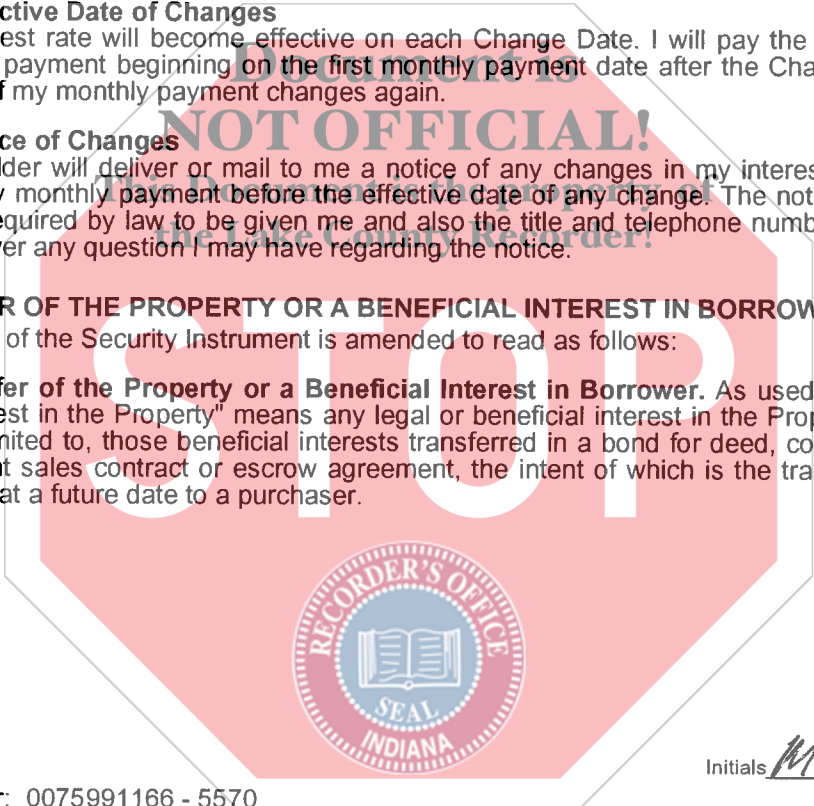 ctive Date of Changes
est rate will become effective on each Change Date. I will pay the
payment beginning on the first monthly payment date after the Cha
f my monthly payment changes again.
Document is
NOT OFFICIAL!
This Document is the property of
the Lake County Recorder!
ce of Changes
lder will deliver or mail to me a notice of any changes in my interes
y monthly payment before the effective date of any change. The not
equired by law to be given me and also the title and telephone numb
er any question I may have regarding the notice.
R OF THE PROPERTY OR A BENEFICIAL INTEREST IN BORROW
of the Security Instrument is amended to read as follows:
fer of the Property or a Beneficial Interest in Borrower. As used
est in the Property" means any legal or beneficial interest in the Prop
mited to, those beneficial interests transferred in a bond for deed, co
t sales contract or escrow agreement, the intent of which is the tra
at a future date to a purchaser.
STOP
RECORDER'S OFFICE
SEAL
INDIANA
Initials
r: 0075991166 - 5570